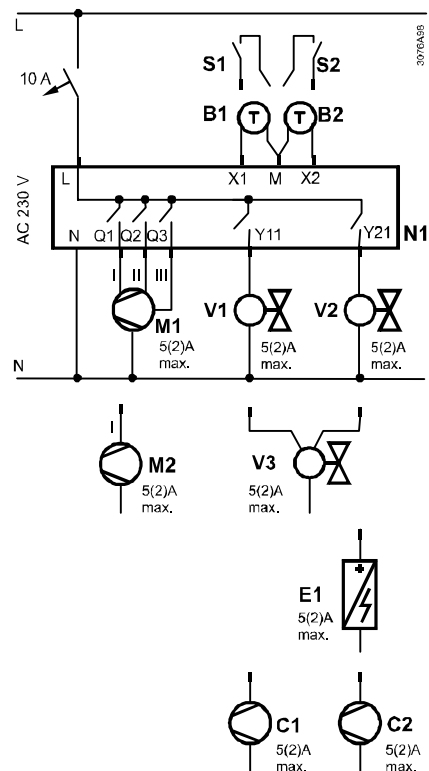 L
3076A98
S1 S2
10 A
B1 T T B2
AC 230 V
L X1 M X2
N Q1 Q2 Q3 Y11 Y21 N1
I II III
M1 V1 V2
5(2)A 5(2)A 5(2)A
max. max. max.
N
I
M2 V3
5(2)A 5(2)A
max. max.
E1
5(2)A
max.
C1 C2
5(2)A 5(2)A
max. max.